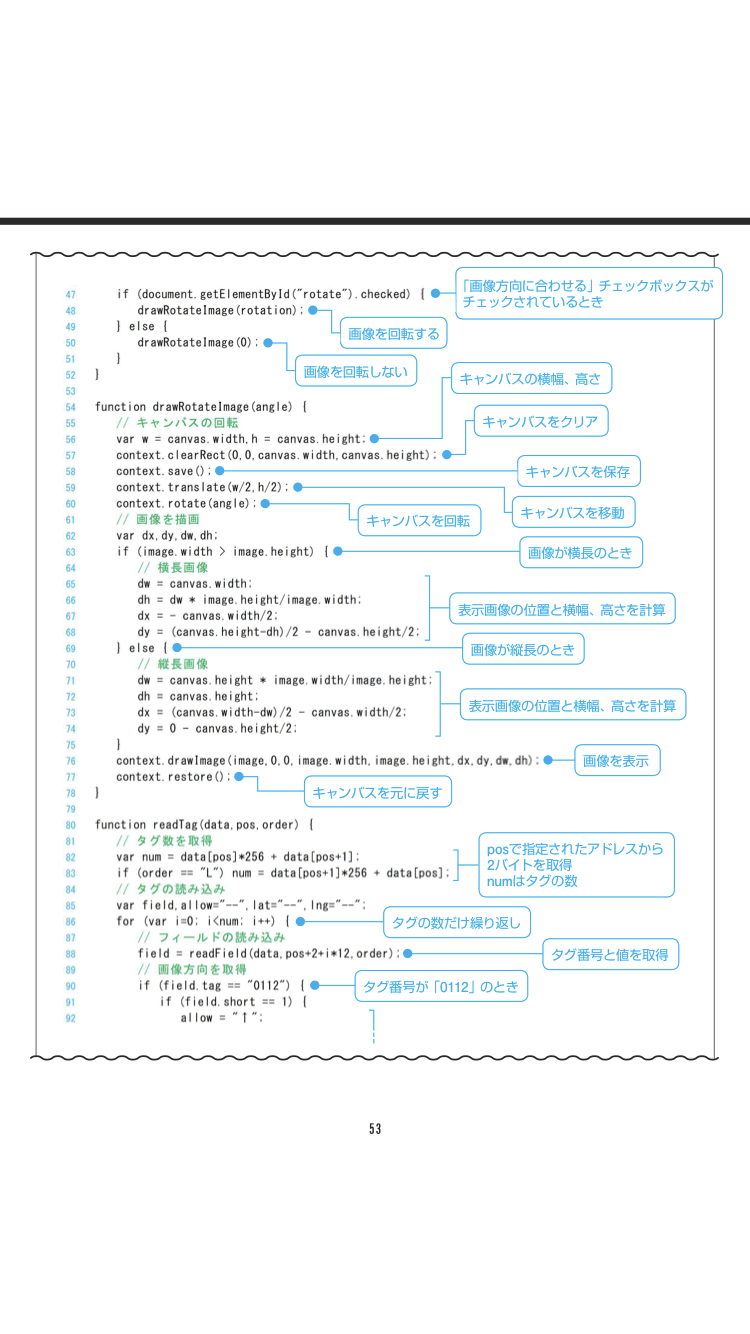 47 if (document.getElementById("rotate").checked) {
「画像方向に合わせる」チェックボックスが
チェックされているとき
48 drawRotateImage(rotation);
画像を回転する
49 } else {
50 drawRotateImage(0);
画像を回転しない
51 }
52 }
53
54 function drawRotateImage(angle) {
55 // キャンバスの回転
56 var w = canvas.width,h = canvas.height;
キャンバスの横幅、高さ
57 context.clearRect(0,0,canvas.width,canvas.height);
キャンバスをクリア
58 context.save();
キャンバスを保存
59 context.translate(w/2,h/2);
キャンバスを移動
60 context.rotate(angle);
キャンバスを回転
61 // 画像を描画
62 var dx,dy,dw,dh;
63 if (image.width > image.height) {
画像が横長のとき
64 // 横長画像
65 dw = canvas.width;
66 dh = dw * image.height/image.width;
67 dx = - canvas.width/2;
68 dy = (canvas.height-dh)/2 - canvas.height/2;
表示画像の位置と横幅、高さを計算
69 } else {
画像が縦長のとき
70 // 縦長画像
71 dw = canvas.height * image.width/image.height;
72 dh = canvas.height;
73 dx = (canvas.width-dw)/2 - canvas.width/2;
74 dy = 0 - canvas.height/2;
表示画像の位置と横幅、高さを計算
75 }
76 context.drawImage(image,0,0,image.width,image.height,dx,dy,dw,dh);
画像を表示
77 context.restore();
キャンバスを元に戻す
78 }
79
80 function readTag(data,pos,order) {
81 // タグ数を取得
82 var num = data[pos]*256 + data[pos+1];
83 if (order == "L") num = data[pos+1]*256 + data[pos];
posで指定されたアドレスから
2バイトを取得
numはタグの数
84 // タグの読み込み
85 var field,allow="--",lat="--",lng="--";
86 for (var i=0; i<num; i++) {
タグの数だけ繰り返し
87 // フィールドの読み込み
88 field = readField(data,pos+2+i*12,order);
タグ番号と値を取得
89 // 画像方向を取得
90 if (field.tag == "0112") {
タグ番号が「0112」のとき
91 if (field.short == 1) {
92 allow = "↑";
53